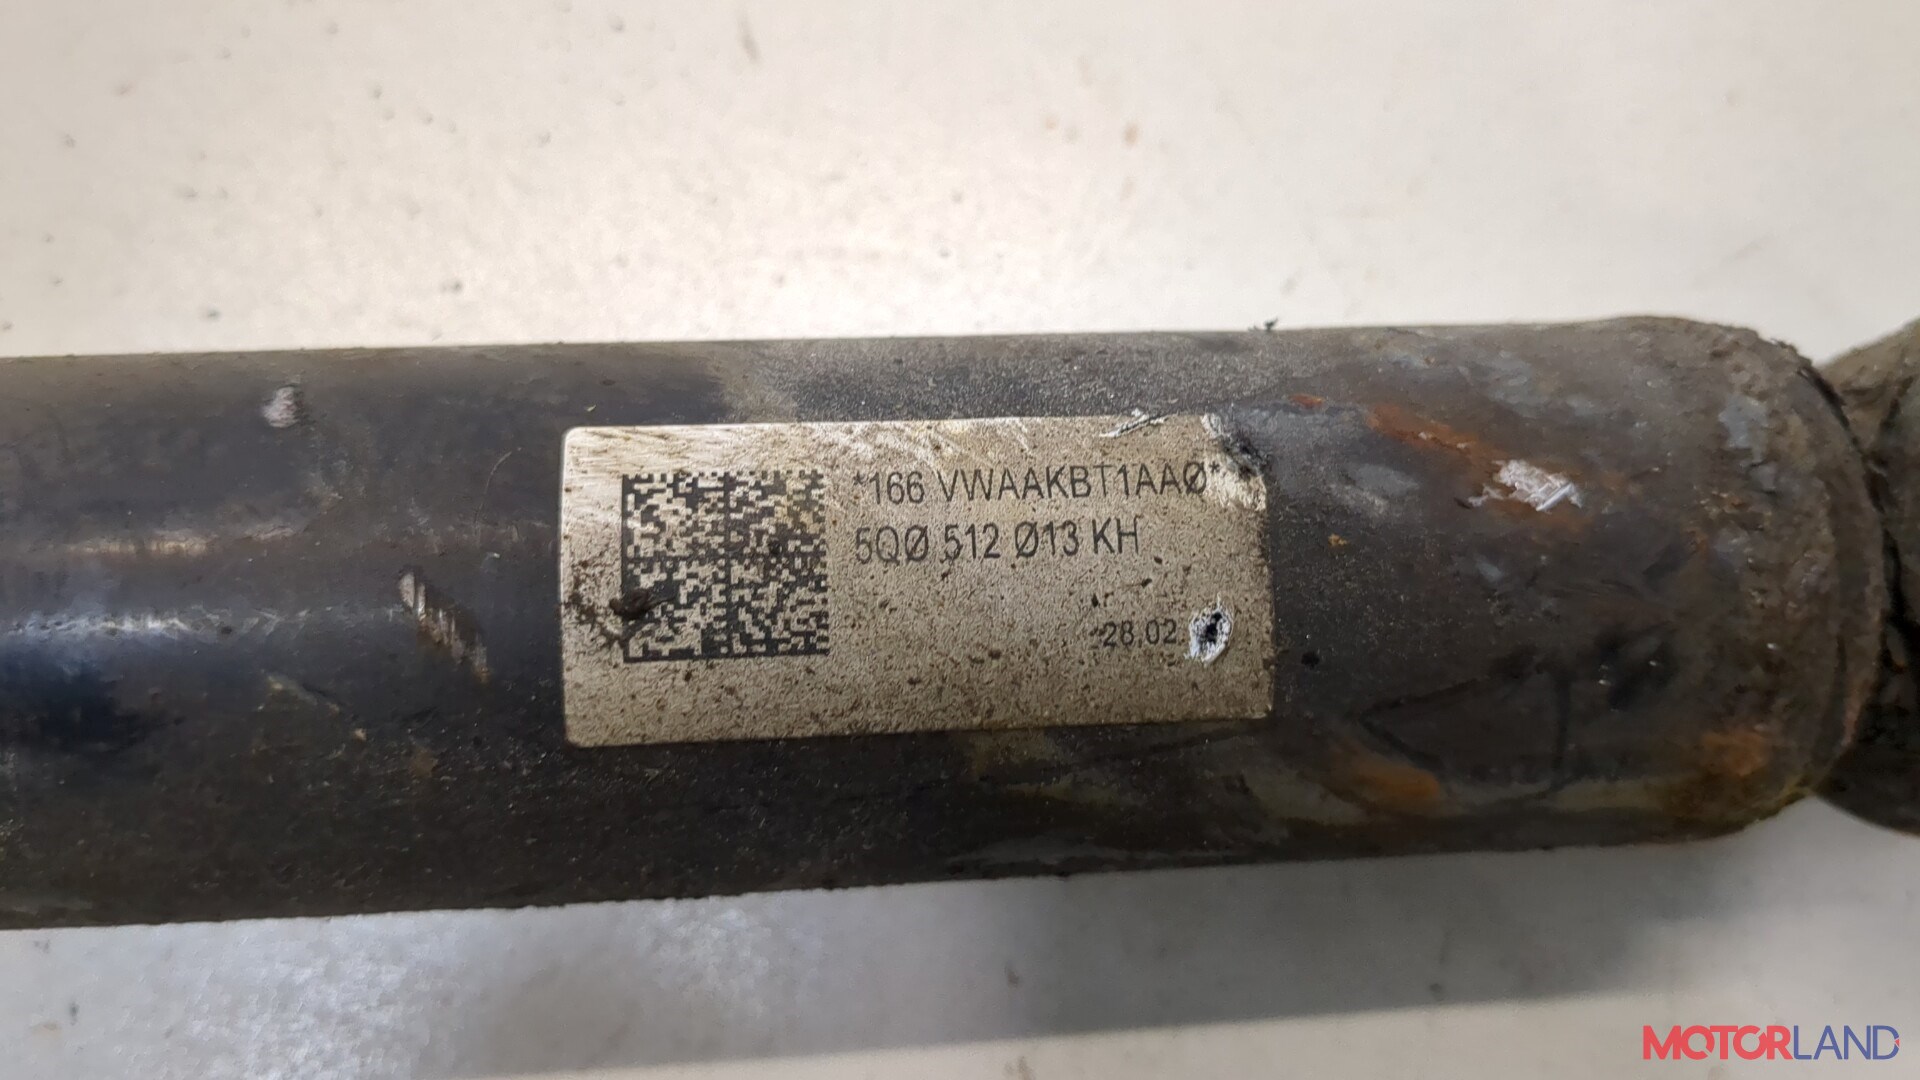 *166 VWAAKBT1AAØ*
5QØ 512 Ø13 KH
28.02.
MOTORLAND